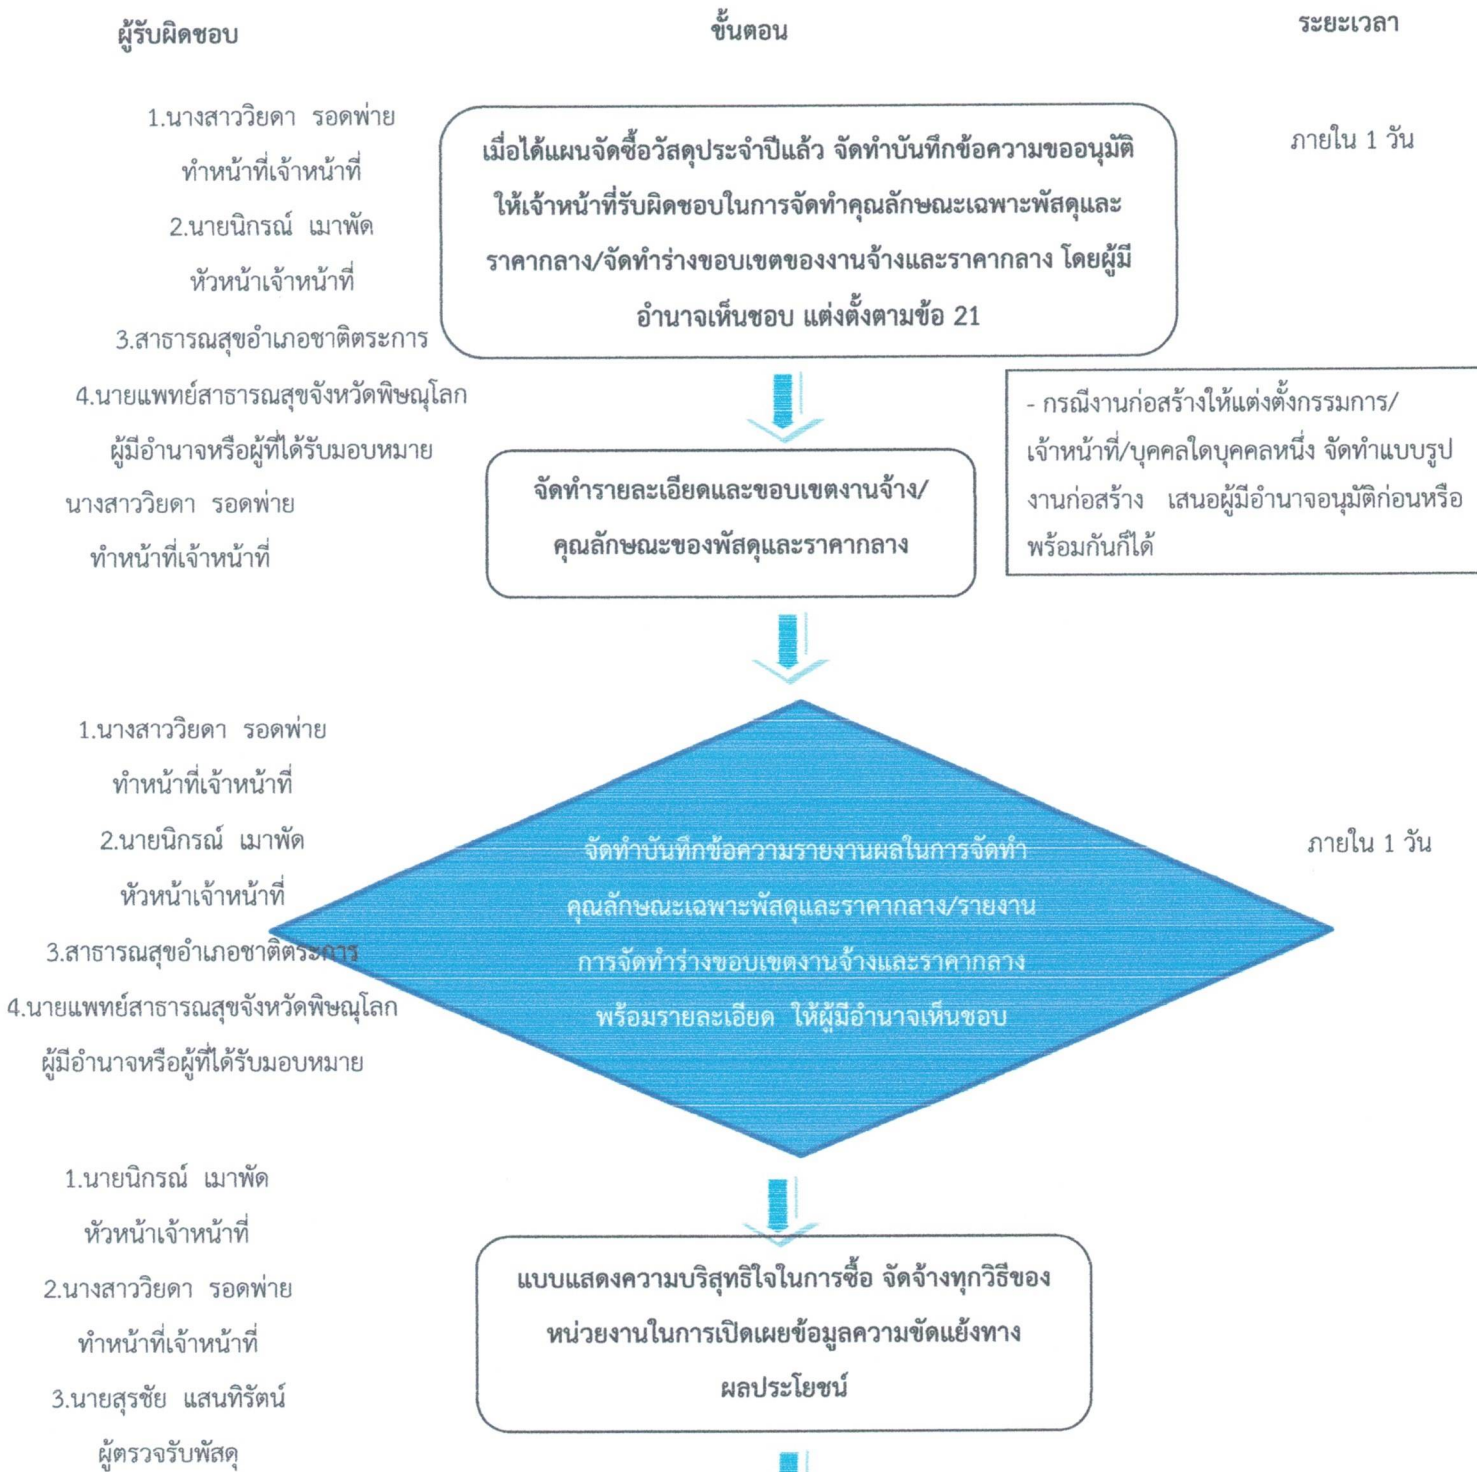 ผู้รับผิดชอบ
ขั้นตอน
ระยะเวลา
1.นางสาววิยดา รอดพ่าย
ทำหน้าที่เจ้าหน้าที่
2.นายนิกรณ์ เมาพัด
หัวหน้าเจ้าหน้าที่
3.สาธารณสุขอำเภอชาติตระการ
4.นายแพทย์สาธารณสุขจังหวัดพิษณุโลก
ผู้มีอำนาจหรือผู้ที่ได้รับมอบหมาย
เมื่อได้แผนจัดซื้อวัสดุประจำปีแล้ว จัดทำบันทึกข้อความขออนุมัติ
ให้เจ้าหน้าที่รับผิดชอบในการจัดทำคุณลักษณะเฉพาะพัสดุและ
ราคากลาง/จัดทำร่างขอบเขตของงานจ้างและราคากลาง โดยผู้มี
อำนาจเห็นชอบ แต่งตั้งตามข้อ 21
ภายใน 1 วัน
นางสาววิยดา รอดพ่าย
ทำหน้าที่เจ้าหน้าที่
จัดทำรายละเอียดและขอบเขตงานจ้าง/
คุณลักษณะของพัสดุและราคากลาง
- กรณีงานก่อสร้างให้แต่งตั้งกรรมการ/
เจ้าหน้าที่/บุคคลใดบุคคลหนึ่ง จัดทำแบบรูป
งานก่อสร้าง เสนอผู้มีอำนาจอนุมัติก่อนหรือ
พร้อมกันก็ได้
1.นางสาววิยดา รอดพ่าย
ทำหน้าที่เจ้าหน้าที่
2.นายนิกรณ์ เมาพัด
หัวหน้าเจ้าหน้าที่
3.สาธารณสุขอำเภอชาติตระการ
4.นายแพทย์สาธารณสุขจังหวัดพิษณุโลก
ผู้มีอำนาจหรือผู้ที่ได้รับมอบหมาย
จัดทำบันทึกข้อความรายงานผลในการจัดทำ
คุณลักษณะเฉพาะพัสดุและราคากลาง/รายงาน
การจัดทำร่างขอบเขตงานจ้างและราคากลาง
พร้อมรายละเอียด ให้ผู้มีอำนาจเห็นชอบ
ภายใน 1 วัน
1.นายนิกรณ์ เมาพัด
หัวหน้าเจ้าหน้าที่
2.นางสาววิยดา รอดพ่าย
ทำหน้าที่เจ้าหน้าที่
3.นายสุรชัย แสนทิรัตน์
ผู้ตรวจรับพัสดุ
แบบแสดงความบริสุทธิใจในการซื้อ จัดจ้างทุกวิธีของ
หน่วยงานในการเปิดเผยข้อมูลความขัดแย้งทาง
ผลประโยชน์